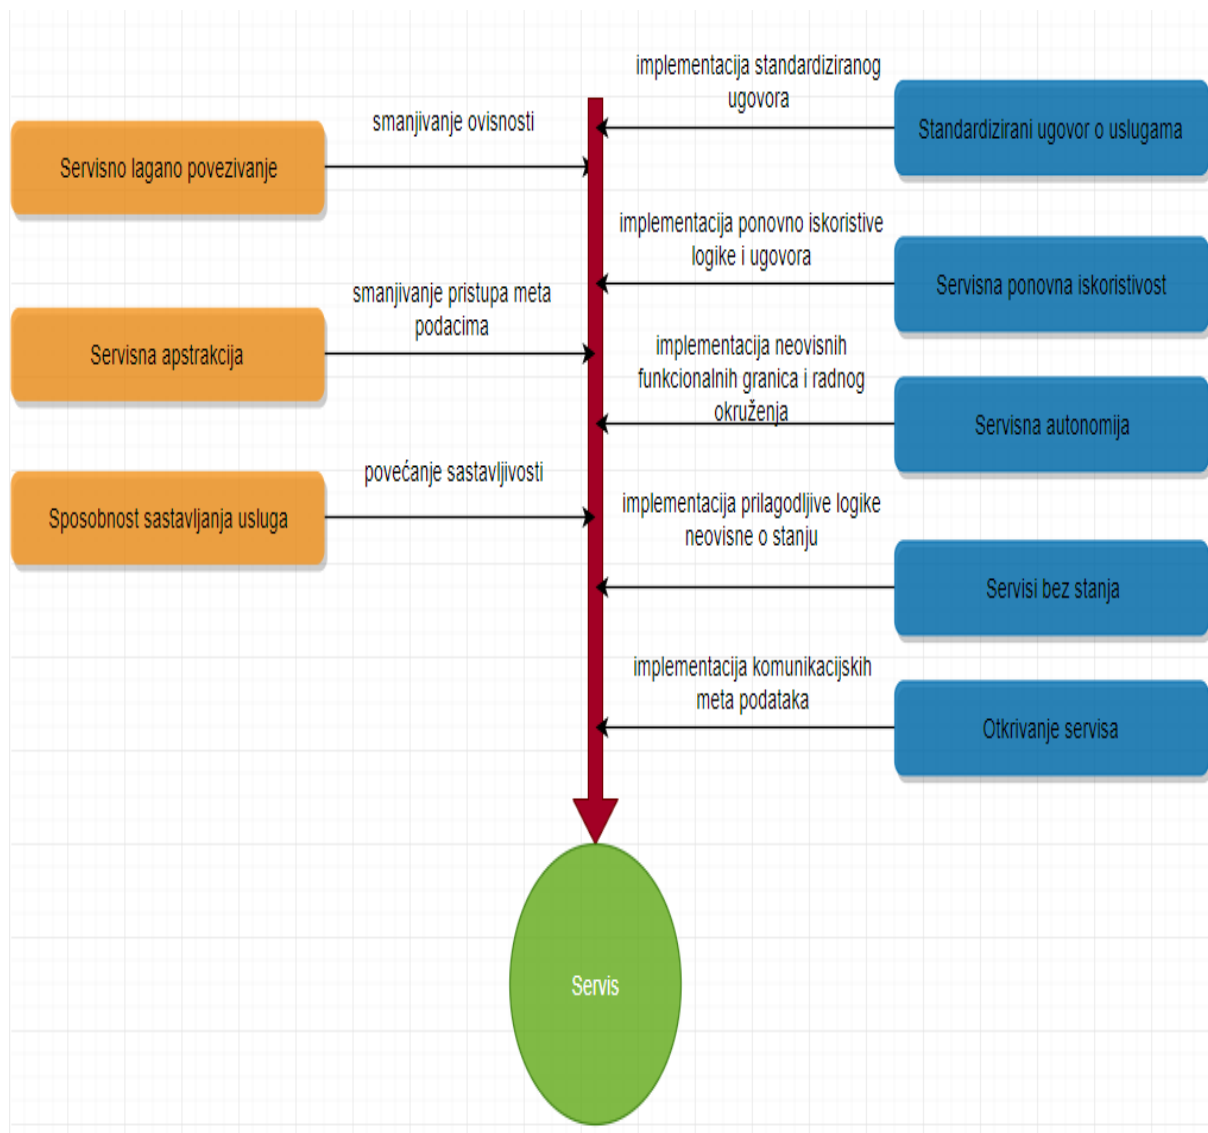 implementacija standardiziranog
ugovora
Standardizirani ugovor o uslugama
smanjivanje ovisnosti
Servisno lagano povezivanje
implementacija ponovno iskoristive
logike i ugovora
Servisna ponovna iskoristivost
smanjivanje pristupa meta
podacima
Servisna apstrakcija
implementacija neovisnih
funkcionalnih granica i radnog
okruženja
Servisna autonomija
povećanje sastavljivosti
Sposobnost sastavljanja usluga
implementacija prilagodljive logike
neovisne o stanju
Servisi bez stanja
implementacija komunikacijskih
meta podataka
Otkrivanje servisa
Servis